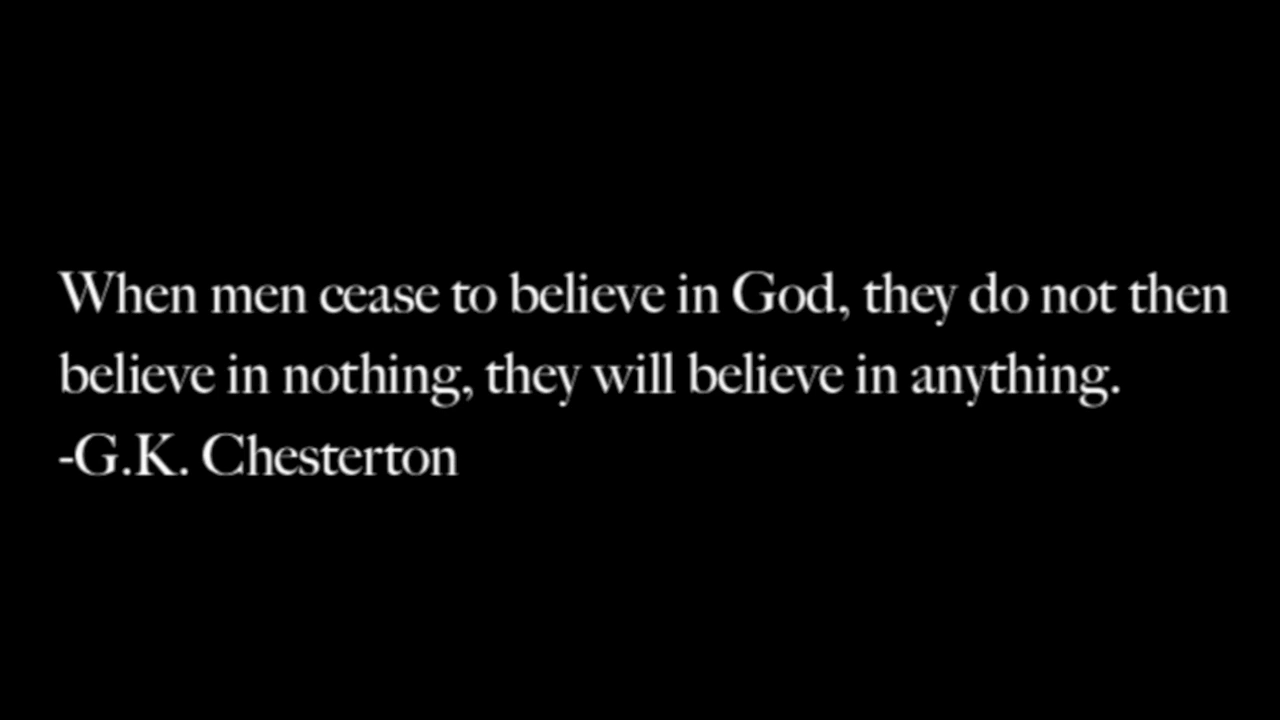 When men cease to believe in God, they do not then
believe in nothing, they will believe in anything.
-G.K. Chesterton